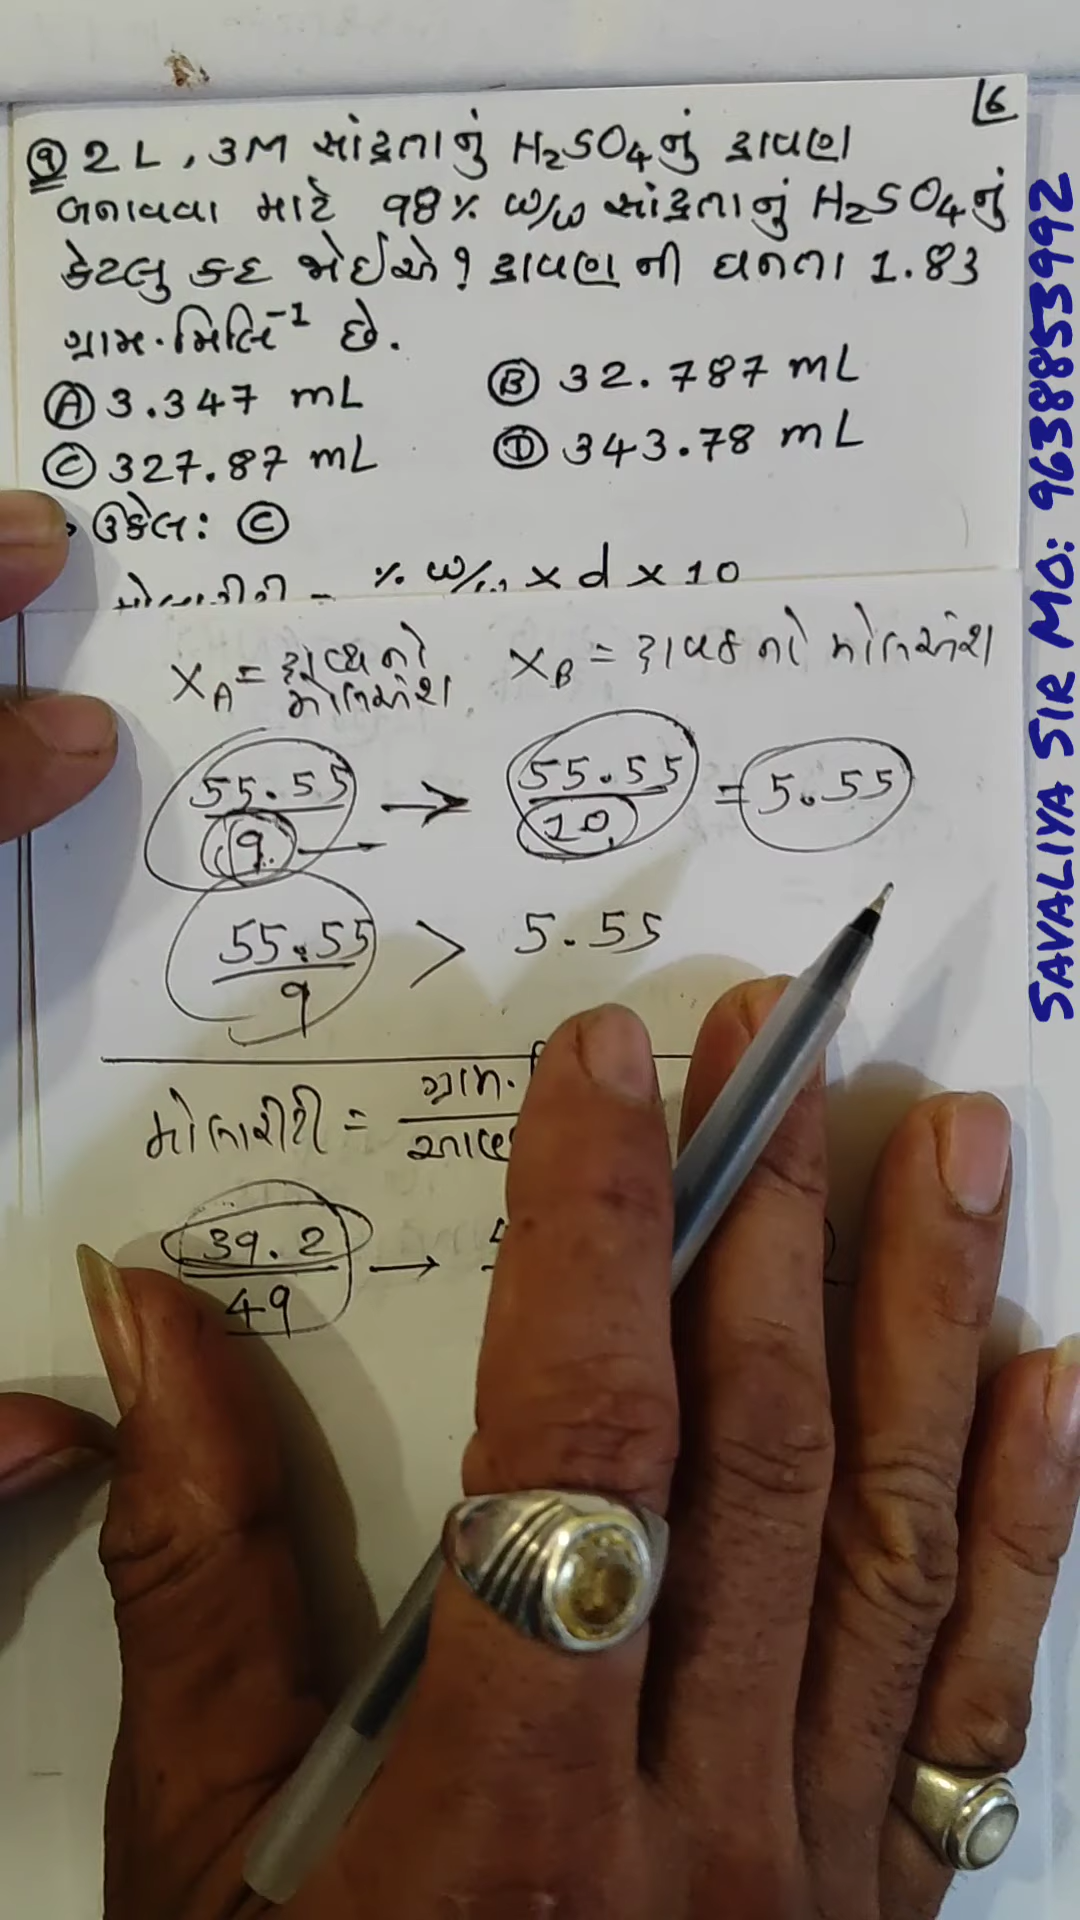 16
Q 2 L, 3M સાંદ્રતાનું H₂SO₄નું દ્રાવણ
બનાવવા માટે 98% w/w સાંદ્રતાનું H₂SO₄નું
કેટલુ કદ જોઈએ? દ્રાવણની ઘનતા 1.83
ગ્રામ.મિલિ⁻¹ છે.
Ⓐ 3.347 mL Ⓑ 32.787 mL
Ⓒ 327.87 mL Ⓓ 343.78 mL
ઉકેલ: Ⓒ
% w/w × d × 10
X_A = દ્રાવ્યનો મોલઅંશ X_B = દ્રાવકનો મોલઅંશ
55.55/9 → 55.55/10 = 5.55
55.55/9 > 5.55
મોલારીટી = ગ્રામ.
39.2/49 →
SAVALIYA SIR MO: 9638853992